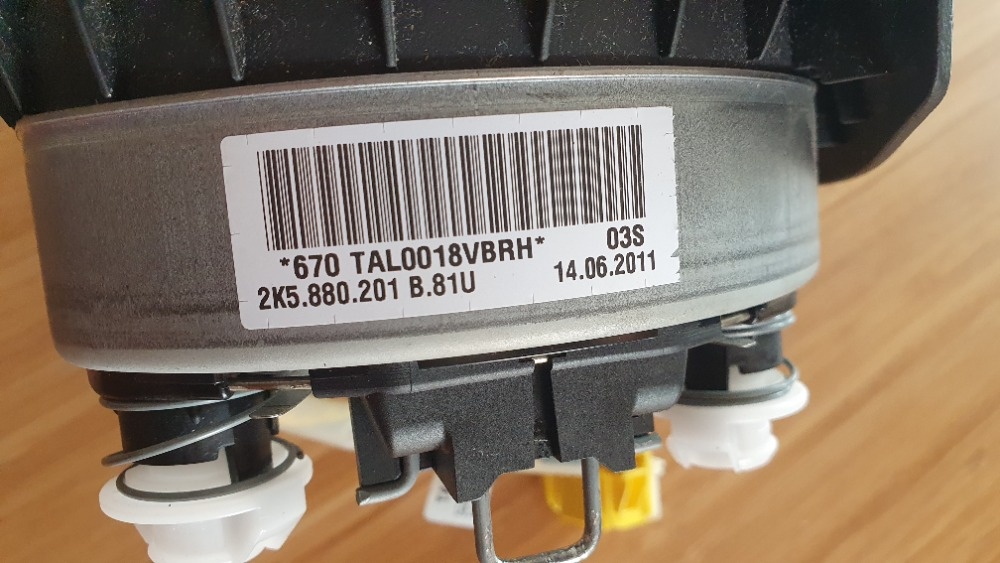 *670 TAL0018VBRH* 03S
2K5.880.201 B.81U 14.06.2011